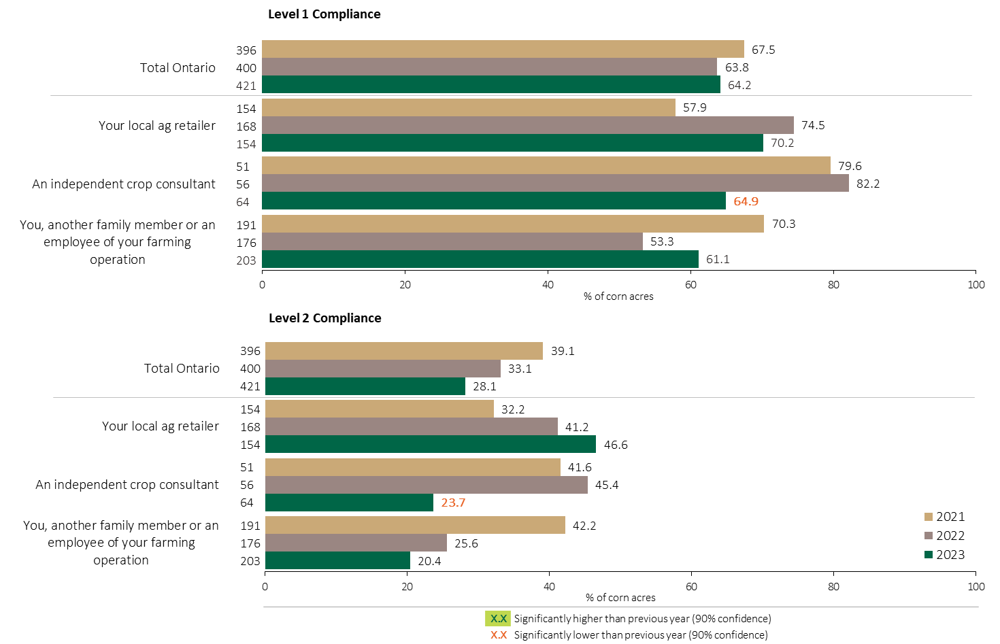 Level 1 Compliance
396 67.5
Total Ontario 400 63.8
421 64.2
154 57.9
Your local ag retailer 168 74.5
154 70.2
51 79.6
An independent crop consultant 56 82.2
64 64.9
You, another family member or an 191 70.3
employee of your farming 176 53.3
operation 203 61.1
0 20 40 60 80 100
% of corn acres
Level 2 Compliance
396 39.1
Total Ontario 400 33.1
421 28.1
154 32.2
Your local ag retailer 168 41.2
154 46.6
51 41.6
An independent crop consultant 56 45.4
64 23.7
You, another family member or an 191 42.2
employee of your farming 176 25.6
operation 203 20.4
2021
2022
2023
0 20 40 60 80 100
% of corn acres
X.X Significantly higher than previous year (90% confidence)
X.X Significantly lower than previous year (90% confidence)